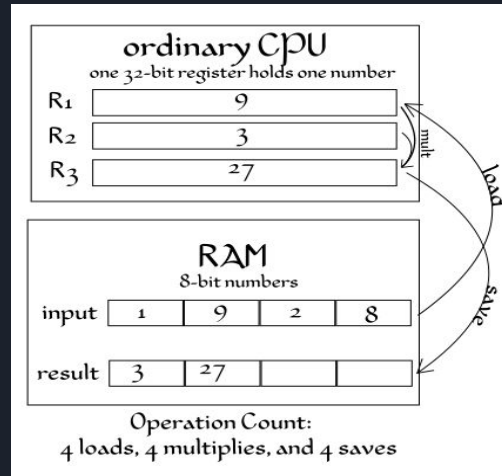 ordinary CPU
one 32-bit register holds one number
R1 9
R2 3
mult
R3 27
load
RAM
8-bit numbers
input 1 9 2 8
save
result 3 27
Operation Count:
4 loads, 4 multiplies, and 4 saves